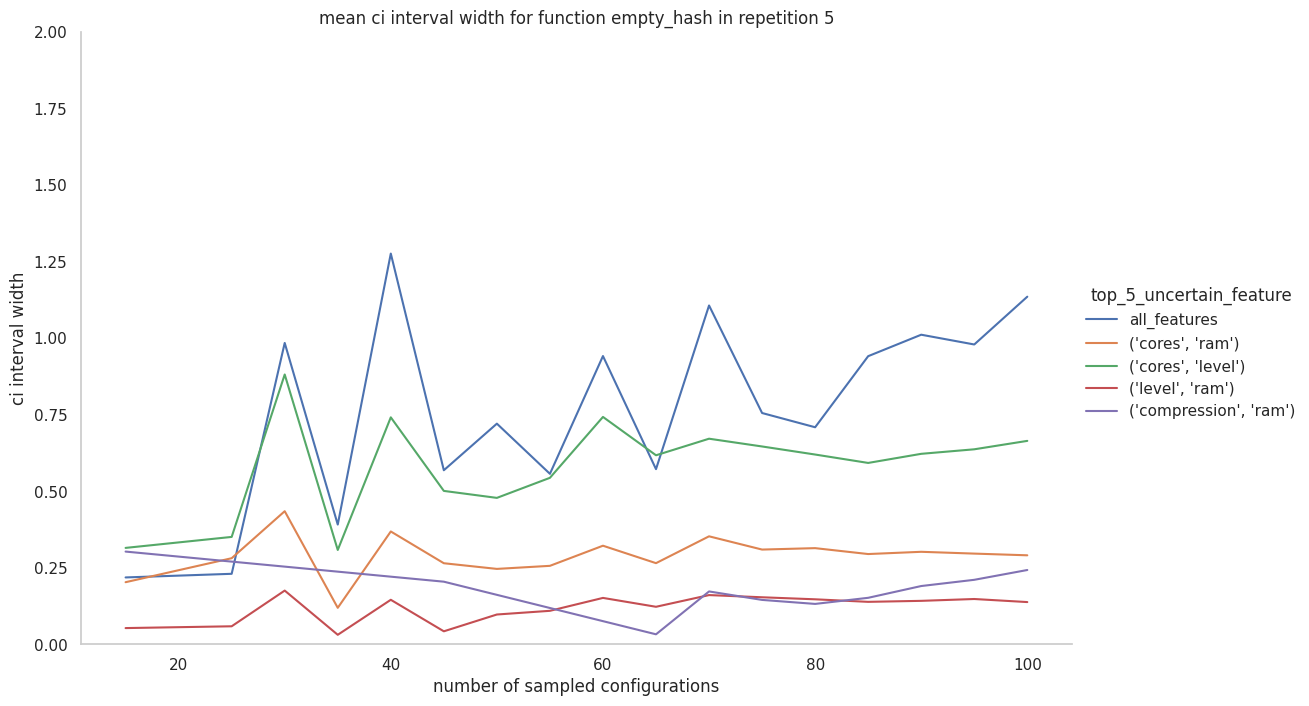 mean ci interval width for function empty_hash in repetition 5
2.00
1.75
1.50
1.25
1.00
0.75
0.50
0.25
0.00
ci interval width
20 40 60 80 100
number of sampled configurations
top_5_uncertain_feature
all_features
('cores', 'ram')
('cores', 'level')
('level', 'ram')
('compression', 'ram')